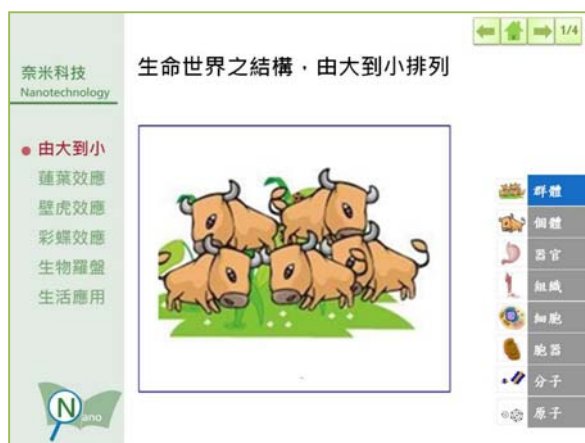 1/4
奈米科技
Nanotechnology
生命世界之結構，由大到小排列
由大到小
蓮葉效應
壁虎效應
彩蝶效應
生物羅盤
生活應用
群體
個體
器官
組織
細胞
胞器
分子
原子
Nano